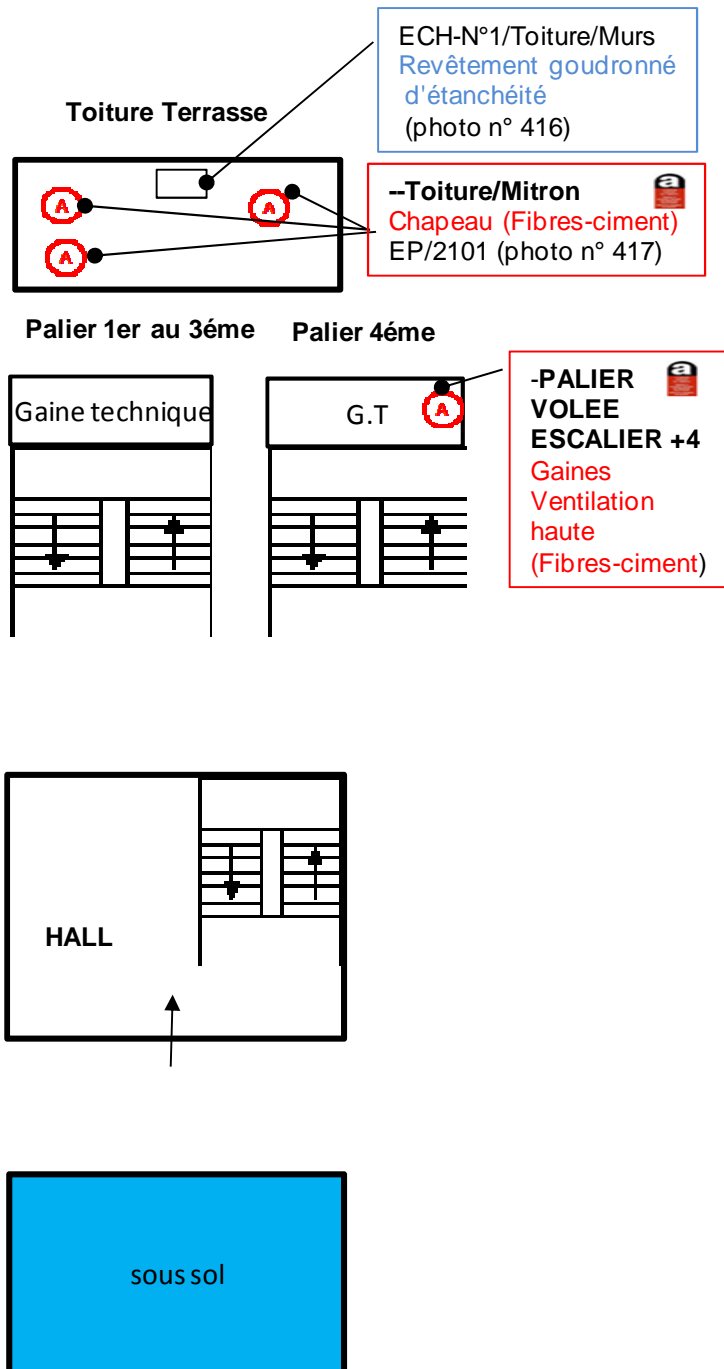 ECH-N°1/Toiture/Murs
Revêtement goudronné
d'étanchéité
(photo n° 416)
Toiture Terrasse
A
A
A
--Toiture/Mitron
a
Chapeau (Fibres-ciment)
EP/2101 (photo n° 417)
Palier 1er au 3éme
Palier 4éme
Gaine technique
G.T
A
-PALIER
a
VOLEE
ESCALIER +4
Gaines
Ventilation
haute
(Fibres-ciment)
HALL
sous sol